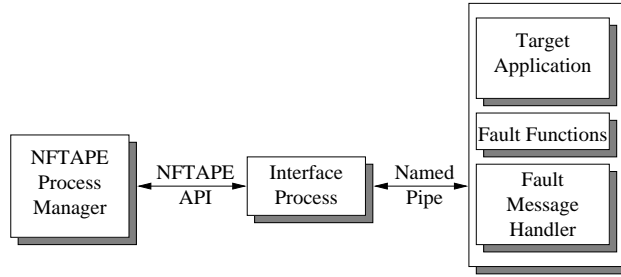 NFTAPE
Process
Manager
NFTAPE
API
Interface
Process
Named
Pipe
Target
Application
Fault Functions
Fault
Message
Handler